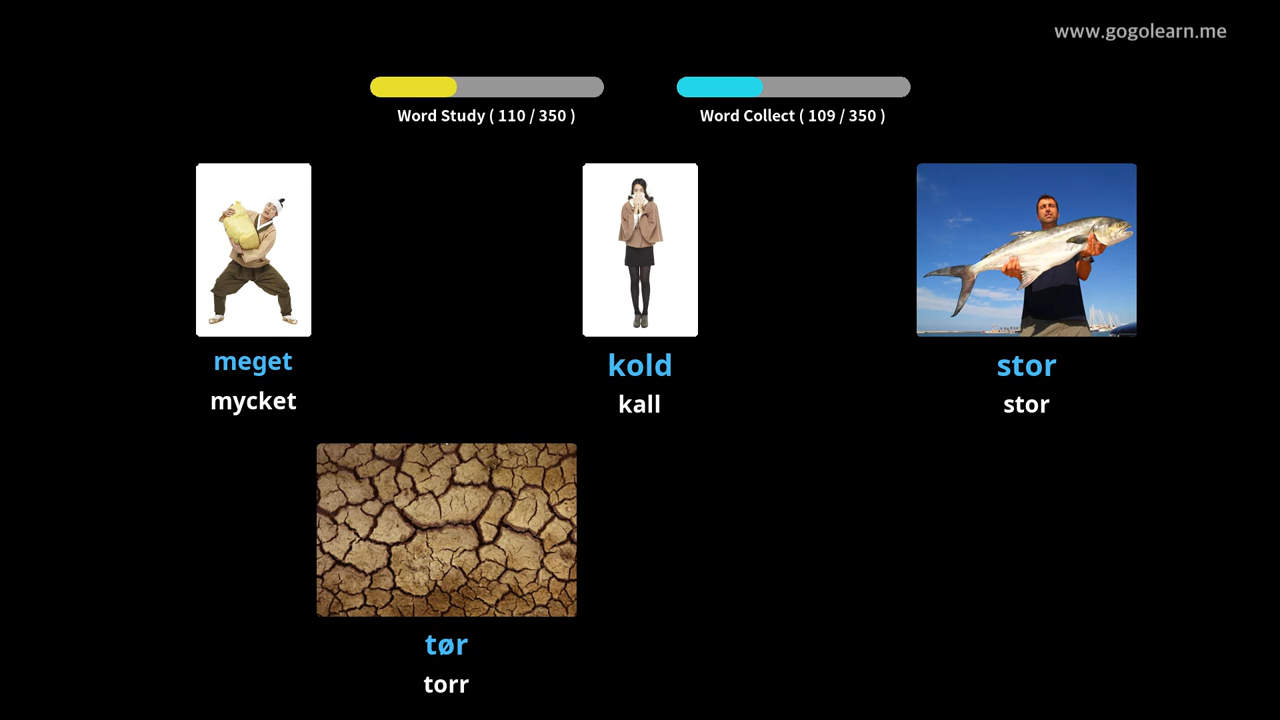 www.gogolearn.me
Word Study ( 110 / 350 )
Word Collect ( 109 / 350 )
meget
mycket
kold
kall
stor
stor
tør
torr